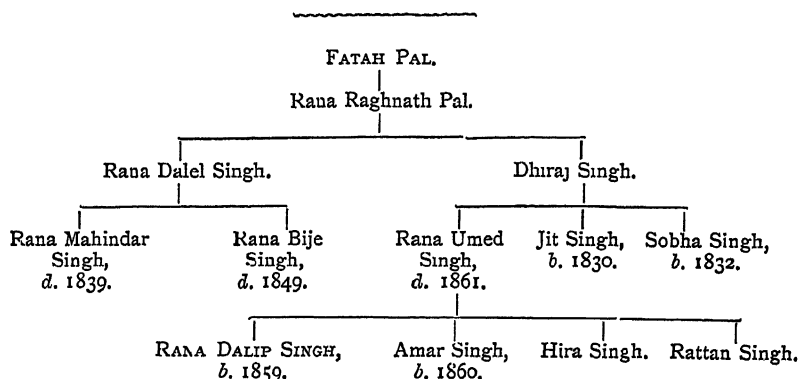 FATAH PAL.
Rana Raghnath Pal.
Rana Dalel Singh. Dhiraj Singh.
Rana Mahindar Rana Bije Rana Umed Jit Singh, Sobha Singh,
Singh, Singh, Singh, b. 1830. b. 1832.
d. 1839. d. 1849. d. 1861.
RANA DALIP SINGH, Amar Singh, Hira Singh. Rattan Singh.
b. 1859. b. 1860.